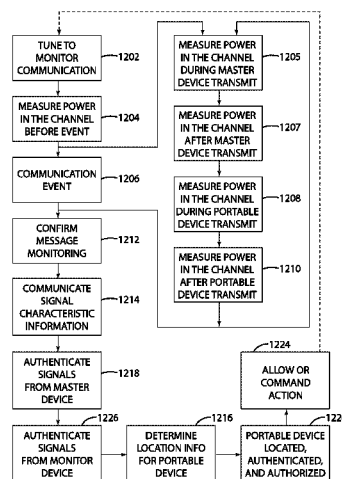 TUNE TO
MONITOR
COMMUNICATION
1202
MEASURE POWER
IN THE CHANNEL
BEFORE EVENT
1204
COMMUNICATION
EVENT
1206
CONFIRM
MESSAGE
MONITORING
1212
COMMUNICATE
SIGNAL
CHARACTERISTIC
INFORMATION
1214
AUTHENTICATE
SIGNALS
FROM MASTER
DEVICE
1218
AUTHENTICATE
SIGNALS
FROM MONITOR
DEVICE
1226
MEASURE POWER
IN THE CHANNEL
DURING MASTER
DEVICE TRANSMIT
1205
MEASURE POWER
IN THE CHANNEL
AFTER MASTER
DEVICE TRANSMIT
1207
MEASURE POWER
IN THE CHANNEL
DURING PORTABLE
DEVICE TRANSMIT
1208
MEASURE POWER
IN THE CHANNEL
AFTER PORTABLE
DEVICE TRANSMIT
1210
DETERMINE
LOCATION INFO
FOR PORTABLE
DEVICE
1216
PORTABLE DEVICE
LOCATED,
AUTHENTICATED,
AND AUTHORIZED
ALLOW OR
COMMAND
ACTION
1224